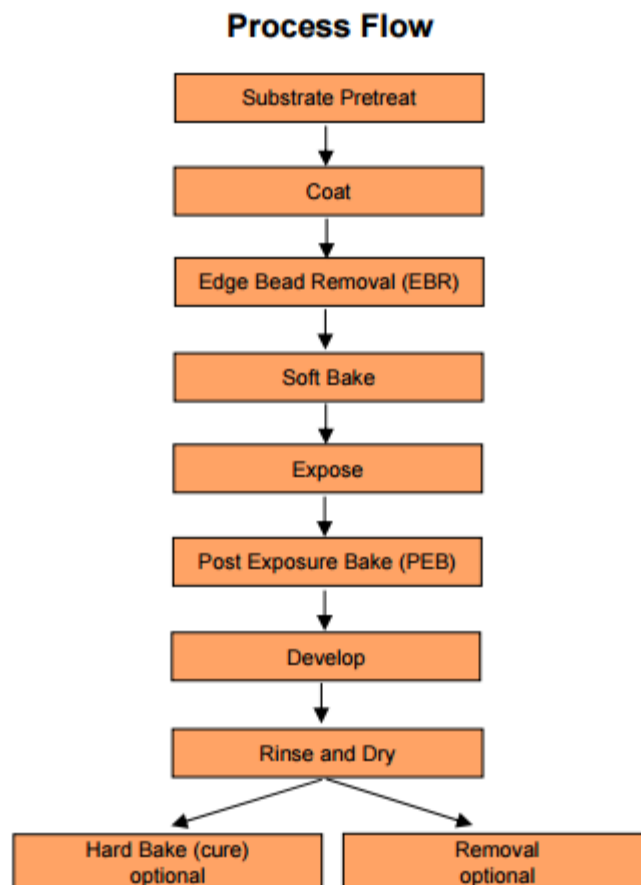 Process Flow
Substrate Pretreat
Coat
Edge Bead Removal (EBR)
Soft Bake
Expose
Post Exposure Bake (PEB)
Develop
Rinse and Dry
Hard Bake (cure)
optional
Removal
optional